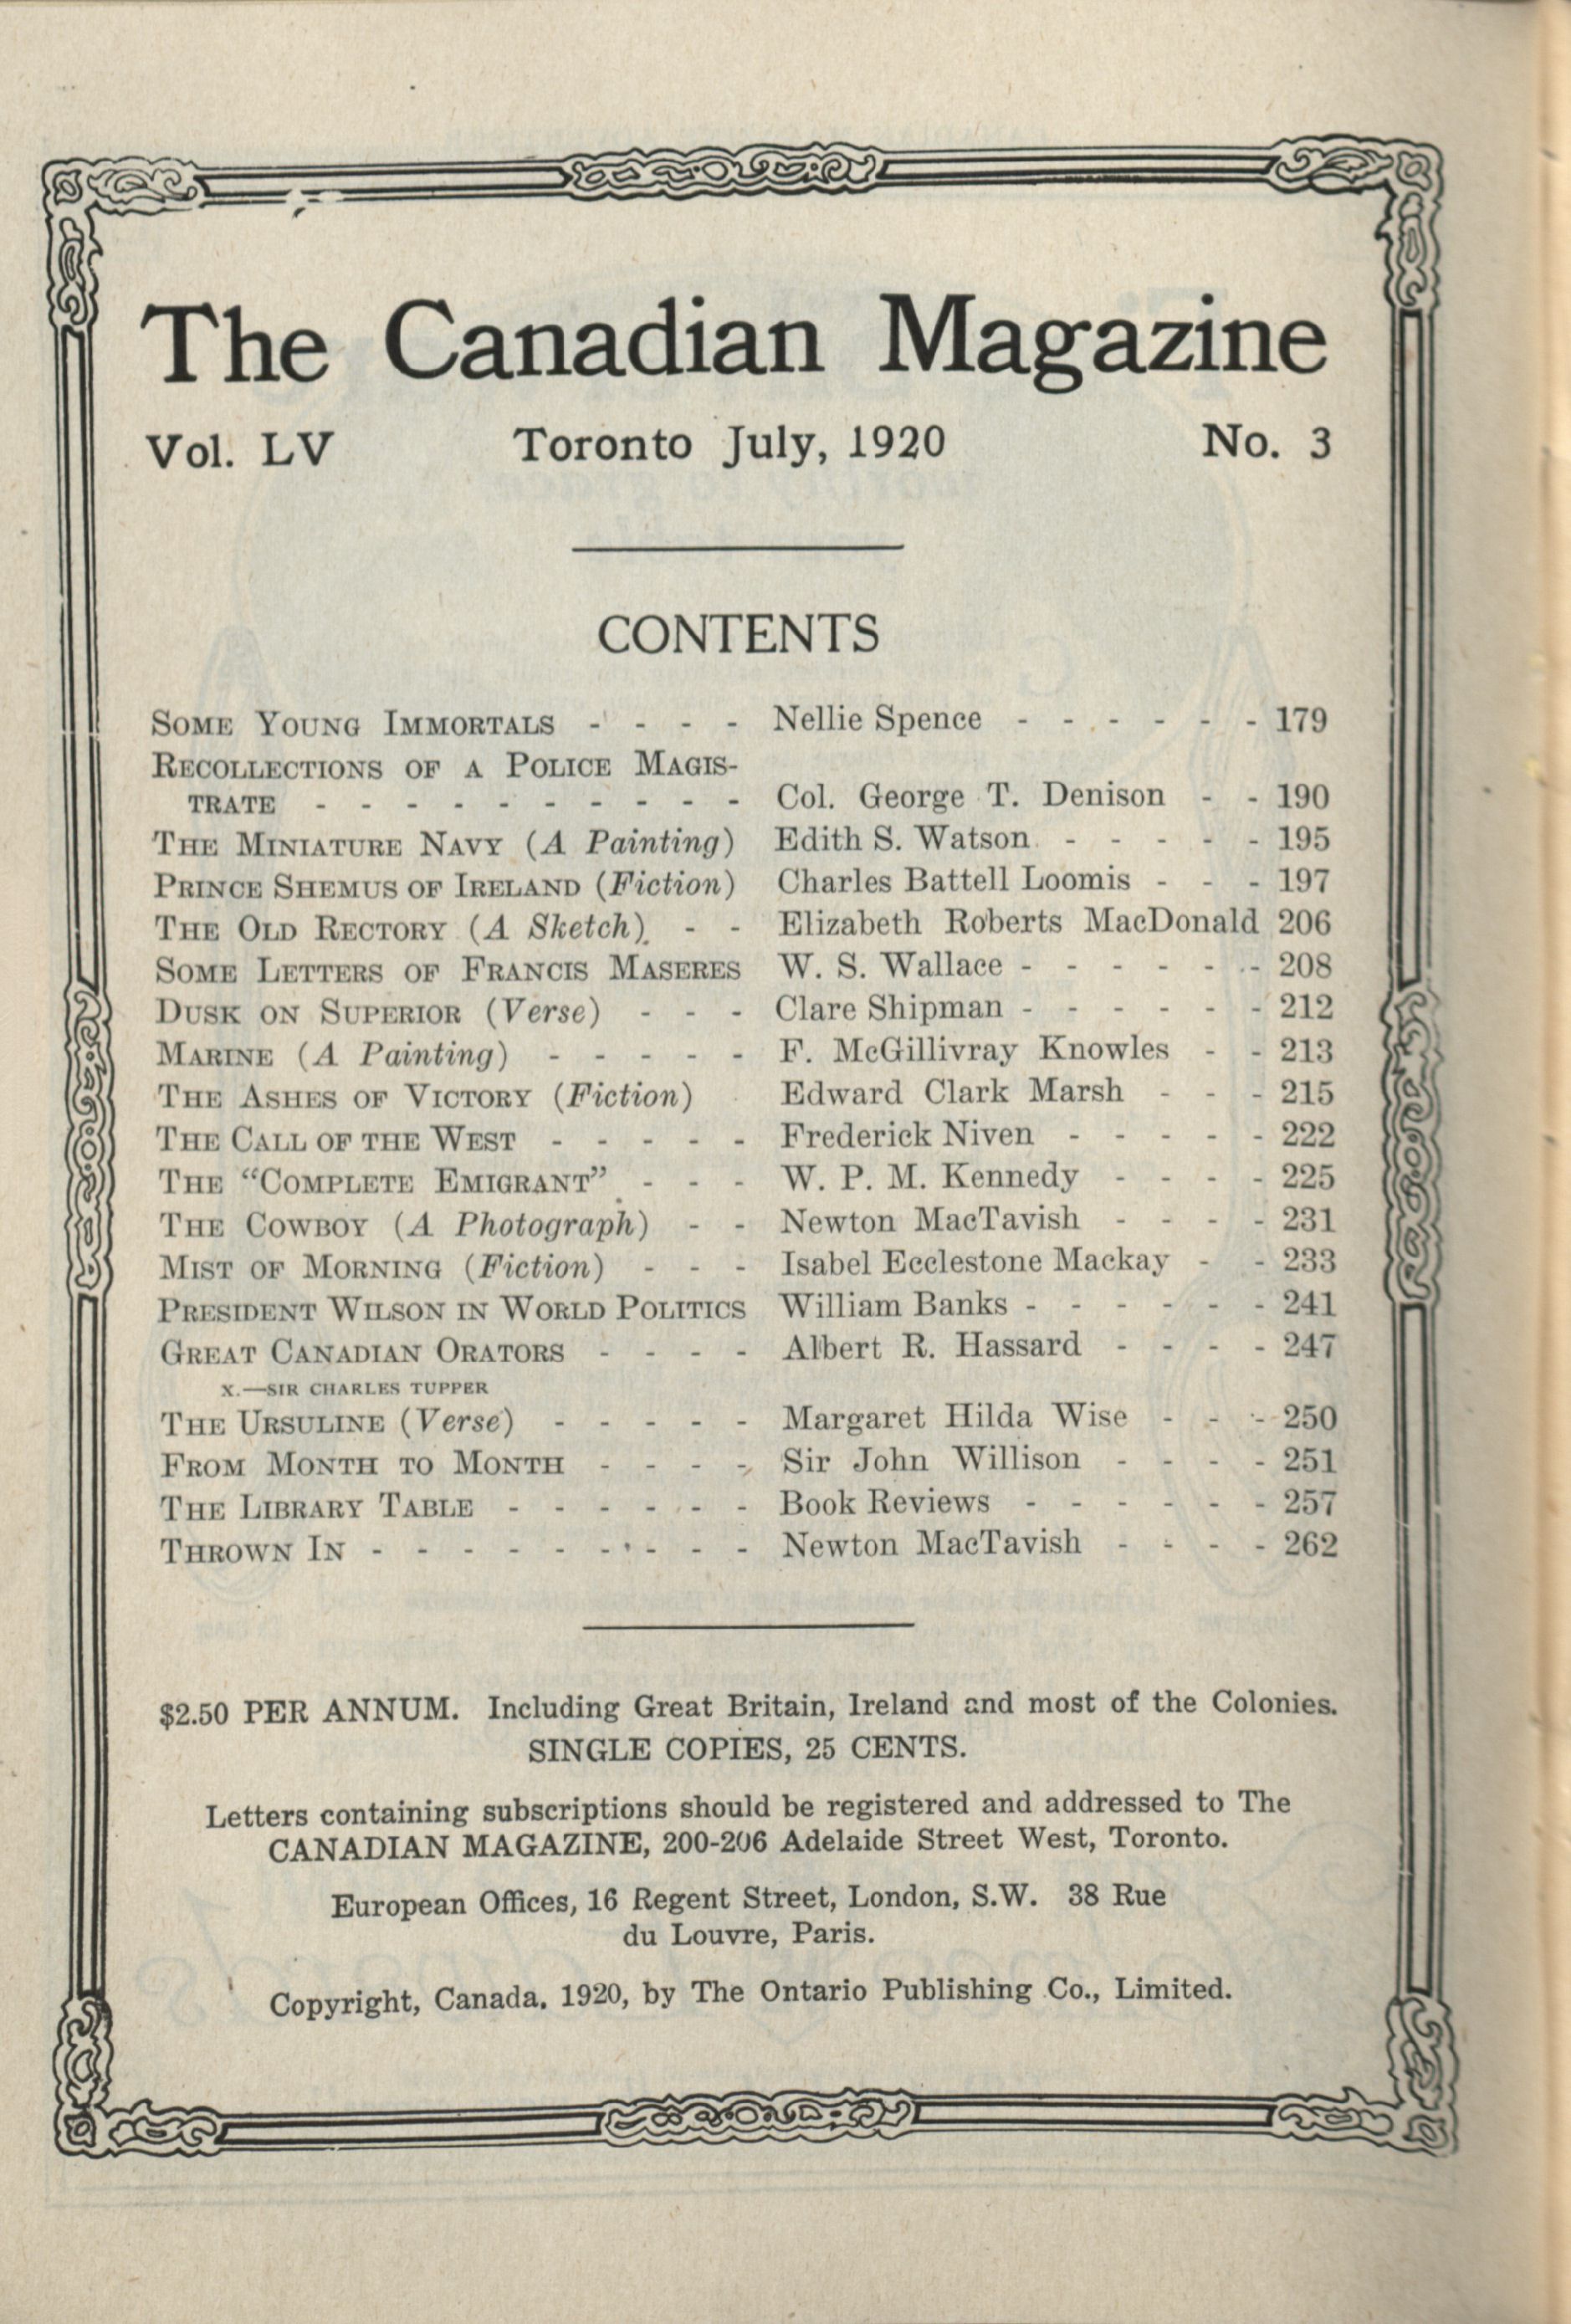 The Canadian Magazine
Vol. LV Toronto July, 1920 No. 3
CONTENTS
SOME YOUNG IMMORTALS - - - - Nellie Spence - - - - - - 179
RECOLLECTIONS OF A POLICE MAGIS-
TRATE - - - - - - - - - - Col. George T. Denison - - 190
THE MINIATURE NAVY (A Painting) Edith S. Watson - - - - - 195
PRINCE SHEMUS OF IRELAND (Fiction) Charles Battell Loomis - - - 197
THE OLD RECTORY (A Sketch) - - Elizabeth Roberts MacDonald 206
SOME LETTERS OF FRANCIS MASERES W. S. Wallace - - - - - - 208
DUSK ON SUPERIOR (Verse) - - - Clare Shipman - - - - - - 212
MARINE (A Painting) - - - - - F. McGillivray Knowles - - 213
THE ASHES OF VICTORY (Fiction) Edward Clark Marsh - - - 215
THE CALL OF THE WEST - - - - - Frederick Niven - - - - - 222
THE "COMPLETE EMIGRANT" - - - W. P. M. Kennedy - - - - 225
THE COWBOY (A Photograph) - - Newton MacTavish - - - - 231
MIST OF MORNING (Fiction) - - - Isabel Ecclestone Mackay - - 233
PRESIDENT WILSON IN WORLD POLITICS William Banks - - - - - - 241
GREAT CANADIAN ORATORS - - - - Albert R. Hassard - - - - 247
X.—SIR CHARLES TUPPER
THE URSULINE (Verse) - - - - - Margaret Hilda Wise - - - 250
FROM MONTH TO MONTH - - - - Sir John Willison - - - - 251
THE LIBRARY TABLE - - - - - - Book Reviews - - - - - - 257
THROWN IN - - - - - - - - - Newton MacTavish - - - - 262
$2.50 PER ANNUM. Including Great Britain, Ireland and most of the Colonies.
SINGLE COPIES, 25 CENTS.
Letters containing subscriptions should be registered and addressed to The
CANADIAN MAGAZINE, 200-206 Adelaide Street West, Toronto.
European Offices, 16 Regent Street, London, S.W. 38 Rue
du Louvre, Paris.
Copyright, Canada, 1920, by The Ontario Publishing Co., Limited.